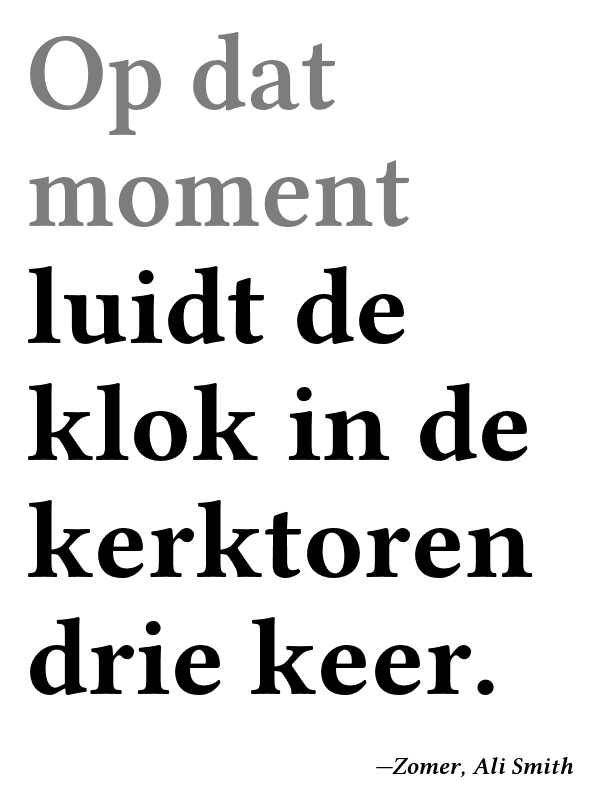 Op dat
moment
luidt de
klok in de
kerktoren
drie keer.
—Zomer, Ali Smith